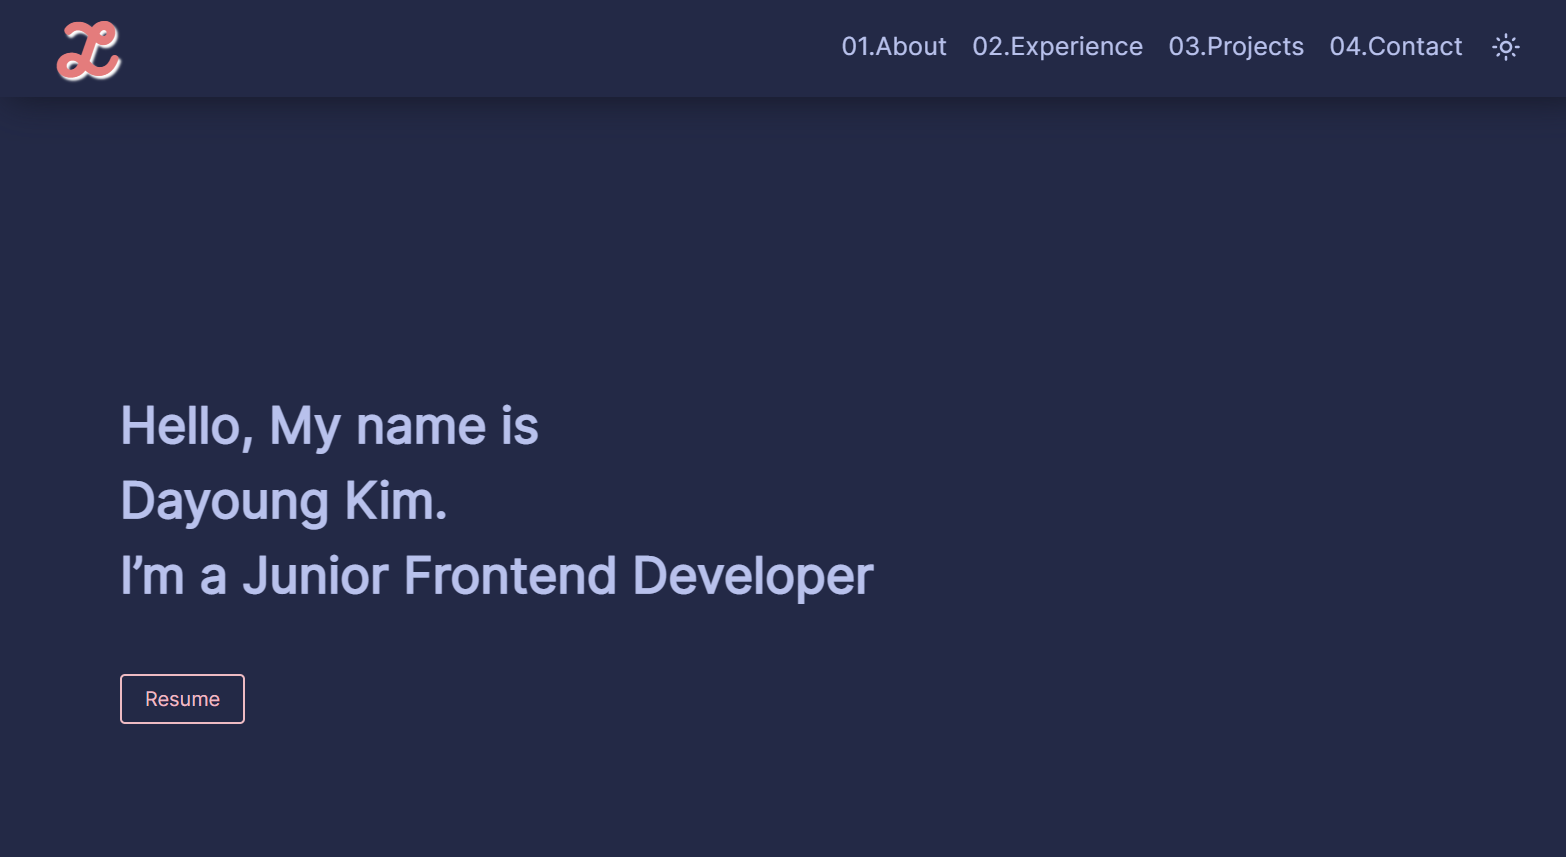 L
01.About 02.Experience 03.Projects 04.Contact
Hello, My name is
Dayoung Kim.
I’m a Junior Frontend Developer
Resume